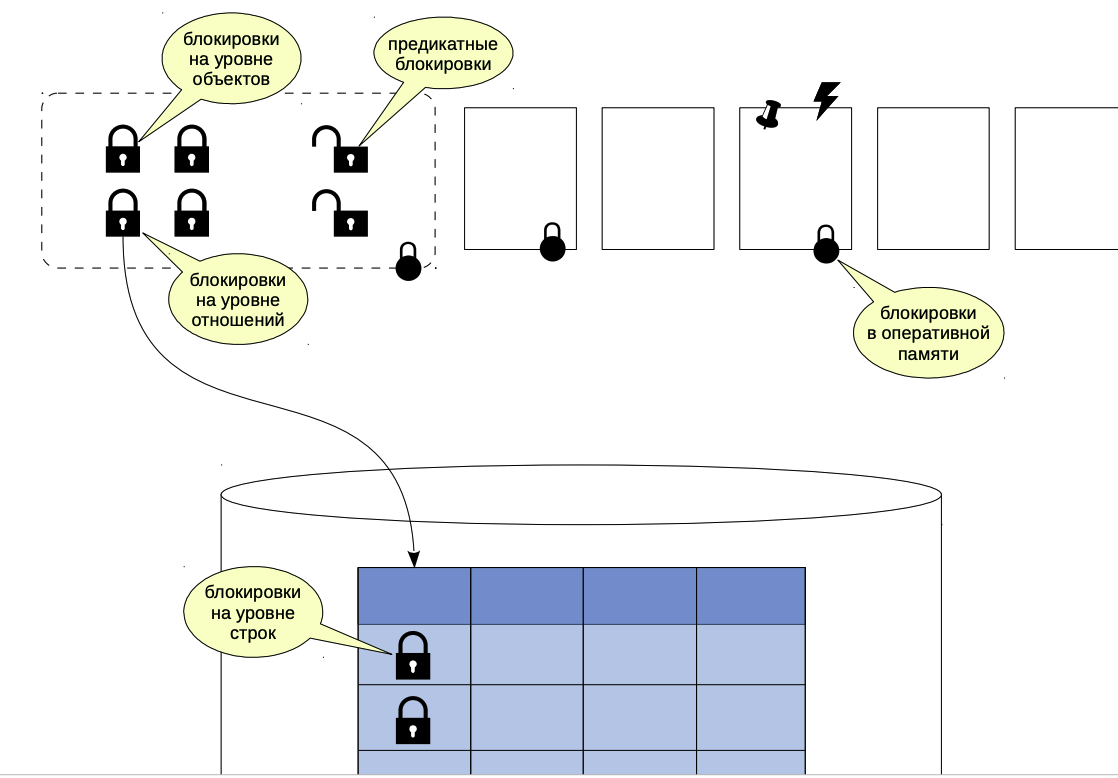 блокировки
на уровне
объектов
предикатные
блокировки
блокировки
на уровне
отношений
блокировки
в оперативной
памяти
блокировки
на уровне
строк